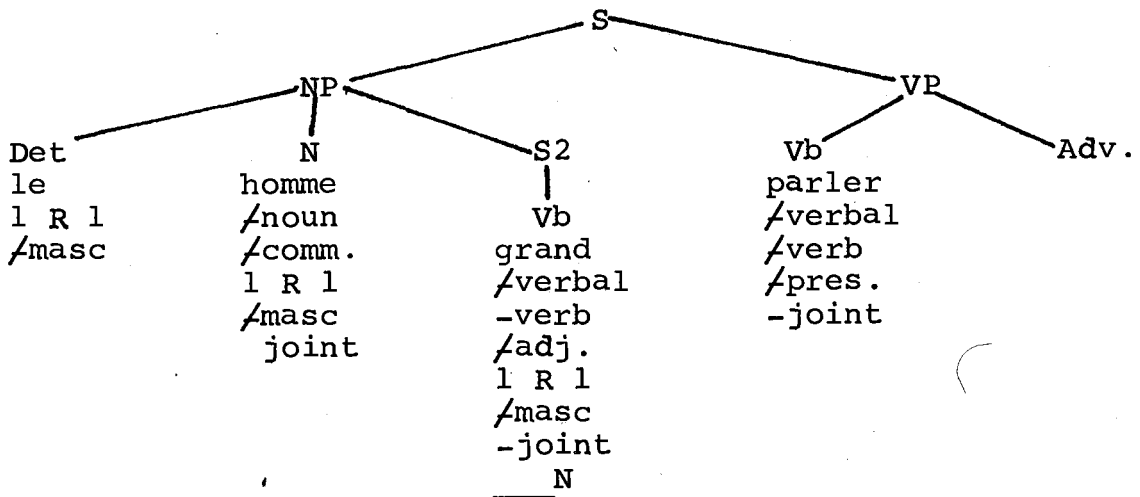 S
NP VP
Det N S2 Vb Adv.
le homme parler
1 R 1 /noun Vb /verbal
/masc /comm. grand /verb
1 R 1 /verbal /pres.
/masc -verb -joint
joint /adj.
1 R 1
/masc
-joint
N